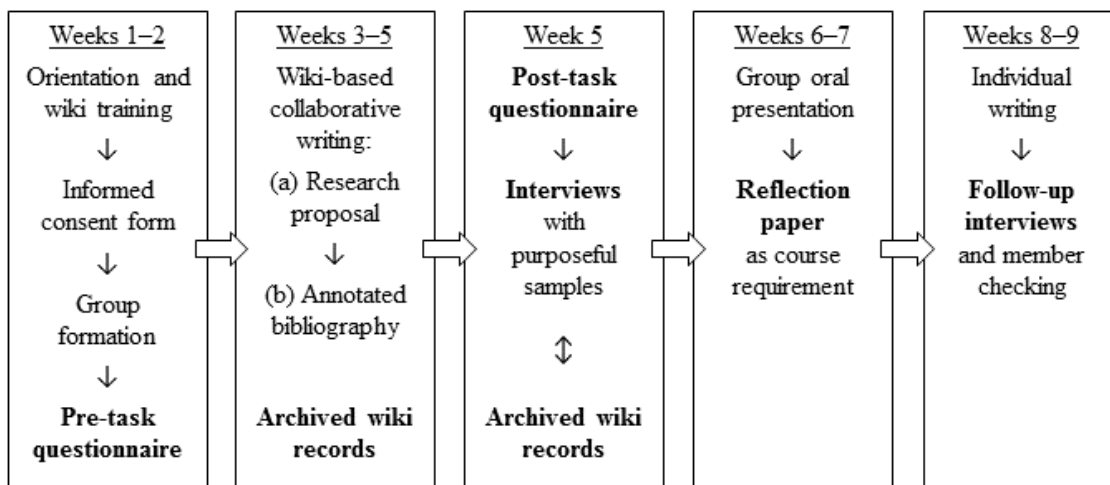 Weeks 1–2
Orientation and
wiki training
↓
Informed
consent form
↓
Group
formation
↓
Pre-task
questionnaire
Weeks 3–5
Wiki-based
collaborative
writing:
(a) Research
proposal
↓
(b) Annotated
bibliography
Archived wiki
records
Week 5
Post-task
questionnaire
↓
Interviews
with
purposeful
samples
↕
Archived wiki
records
Weeks 6–7
Group oral
presentation
↓
Reflection
paper
as course
requirement
Weeks 8–9
Individual
writing
↓
Follow-up
interviews
and member
checking